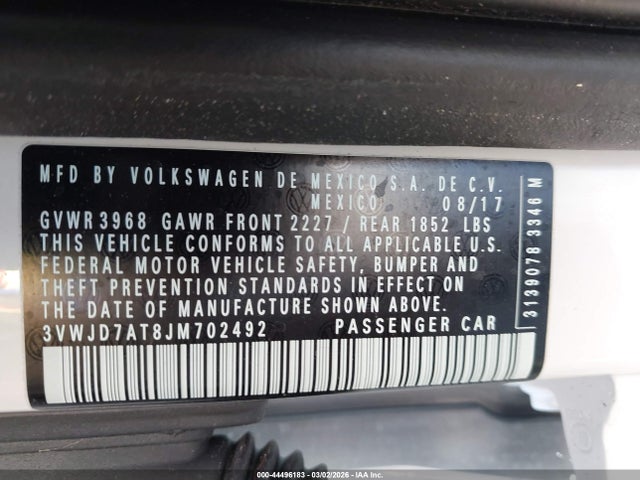 MFD BY VOLKSWAGEN DE MEXICO S.A. DE C.V.
MEXICO 08/17
GVWR 3968 GAWR FRONT 2227 / REAR 1852 LBS
THIS VEHICLE CONFORMS TO ALL APPLICABLE U.S.
FEDERAL MOTOR VEHICLE SAFETY, BUMPER AND
THEFT PREVENTION STANDARDS IN EFFECT ON
THE DATE OF MANUFACTURE SHOWN ABOVE.
3VWJD7AT8JM702492 PASSENGER CAR
3139078 3346 M
000-44496183 - 03/02/2026 - IAA Inc.